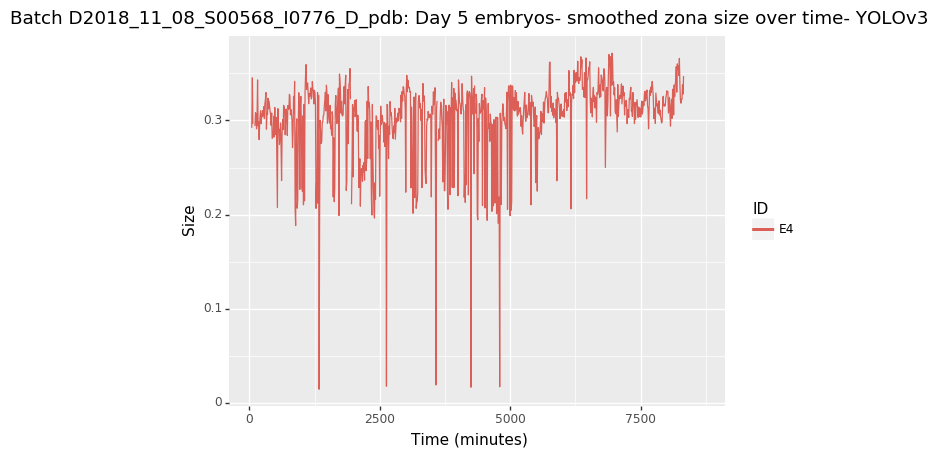 Batch D2018_11_08_S00568_I0776_D_pdb: Day 5 embryos- smoothed zona size over time- YOLOv3
0.3
0.2
0.1
0
Size
0 2500 5000 7500
Time (minutes)
ID
E4